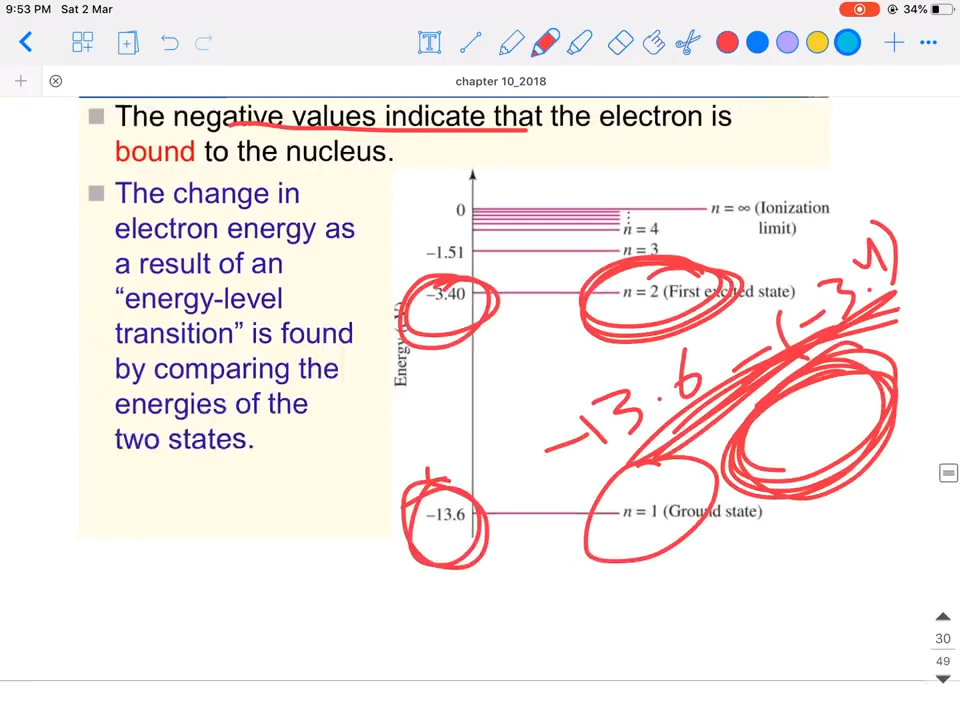 9:53 PM Sat 2 Mar
34%
chapter 10_2018
The negative values indicate that the electron is
bound to the nucleus.
The change in
electron energy as
a result of an
“energy-level
transition” is found
by comparing the
energies of the
two states.
0
n = ∞ (Ionization
limit)
n = 4
−1.51
n = 3
−3.40
n = 2 (First excited state)
Energy (eV)
−13.6 − (−3.4)
−13.6
n = 1 (Ground state)
30
49